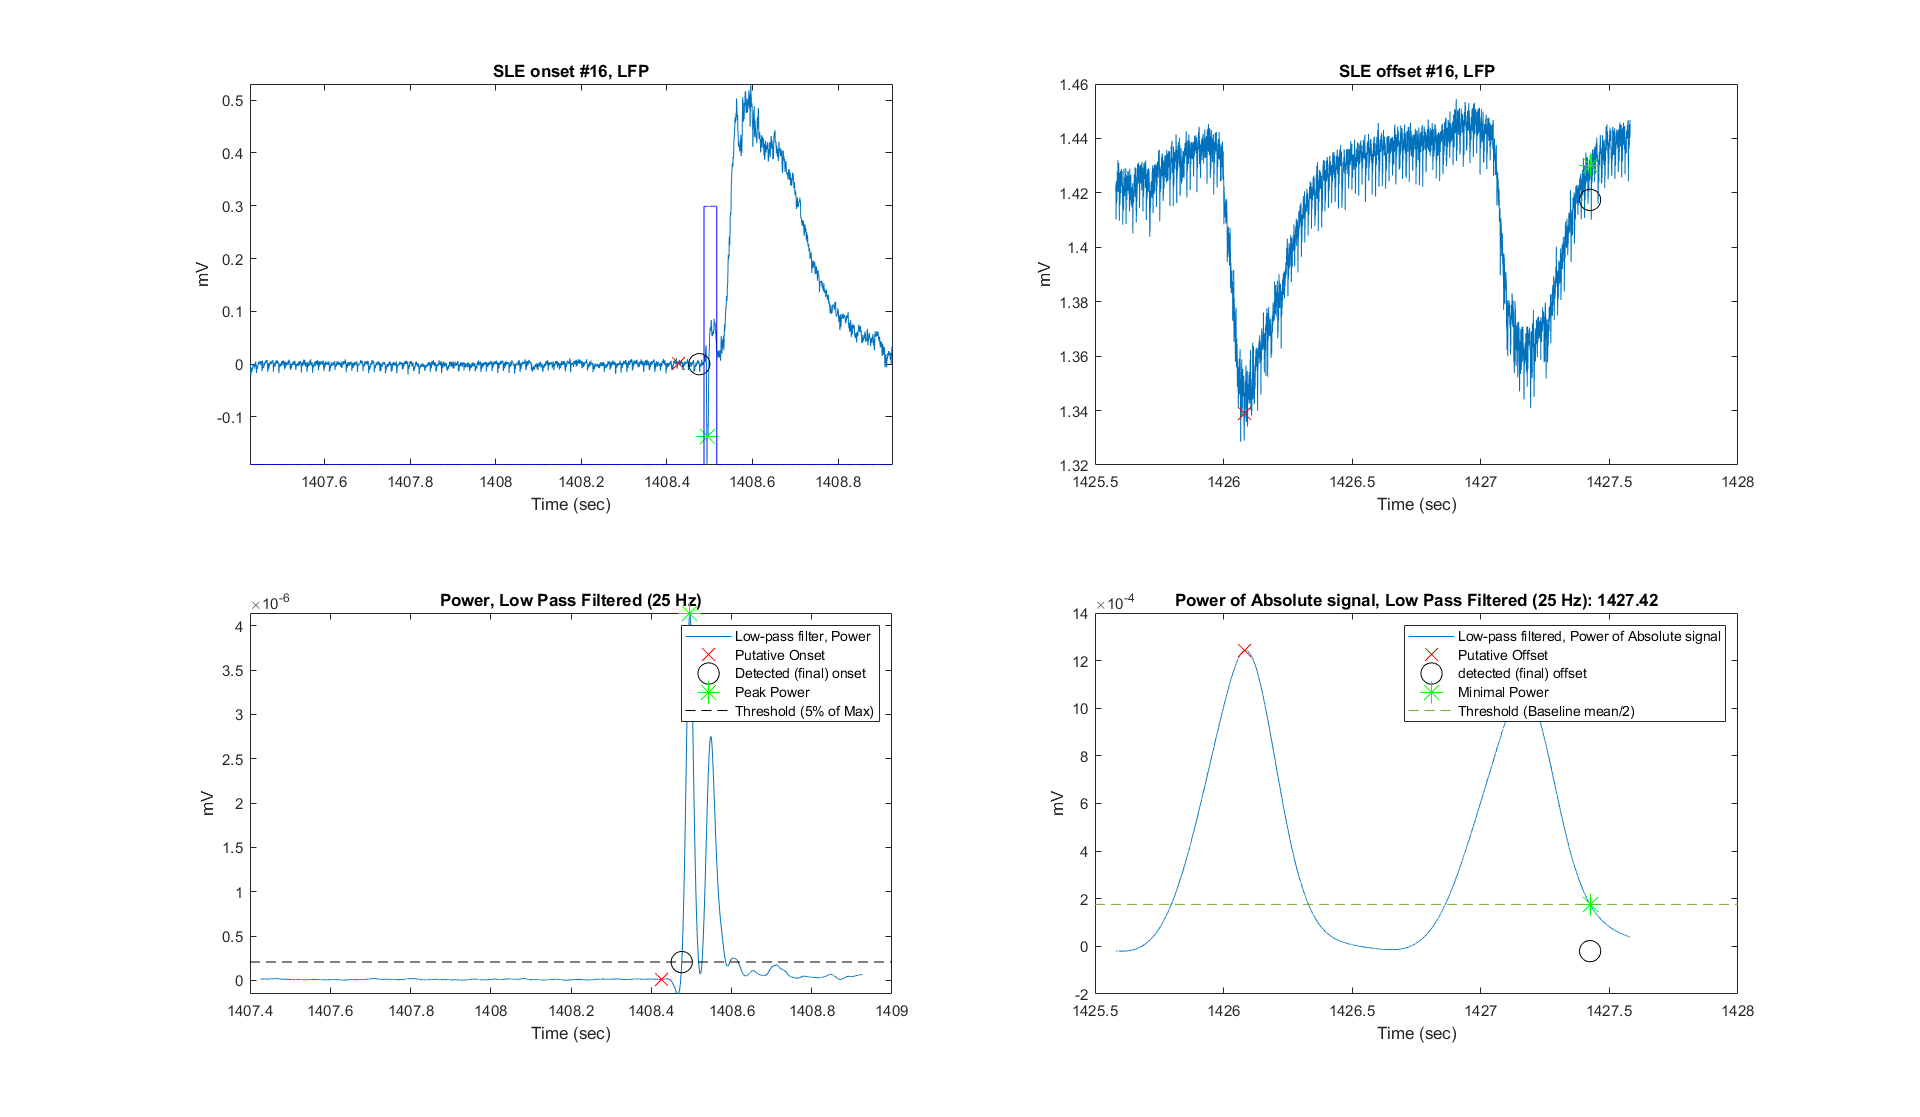 SLE onset #16, LFP
0.5
0.4
0.3
0.2
0.1
0
-0.1
mV
1407.6 1407.8 1408 1408.2 1408.4 1408.6 1408.8
Time (sec)
SLE offset #16, LFP
1.46
1.44
1.42
1.4
1.38
1.36
1.34
1.32
mV
1425.5 1426 1426.5 1427 1427.5 1428
Time (sec)
Power, Low Pass Filtered (25 Hz)
×10-6
4
3.5
3
2.5
2
1.5
1
0.5
0
mV
Low-pass filter, Power
Putative Onset
Detected (final) onset
Peak Power
Threshold (5% of Max)
1407.4 1407.6 1407.8 1408 1408.2 1408.4 1408.6 1408.8 1409
Time (sec)
Power of Absolute signal, Low Pass Filtered (25 Hz): 1427.42
×10-4
14
12
10
8
6
4
2
0
-2
mV
Low-pass filtered, Power of Absolute signal
Putative Offset
detected (final) offset
Minimal Power
Threshold (Baseline mean/2)
1425.5 1426 1426.5 1427 1427.5 1428
Time (sec)